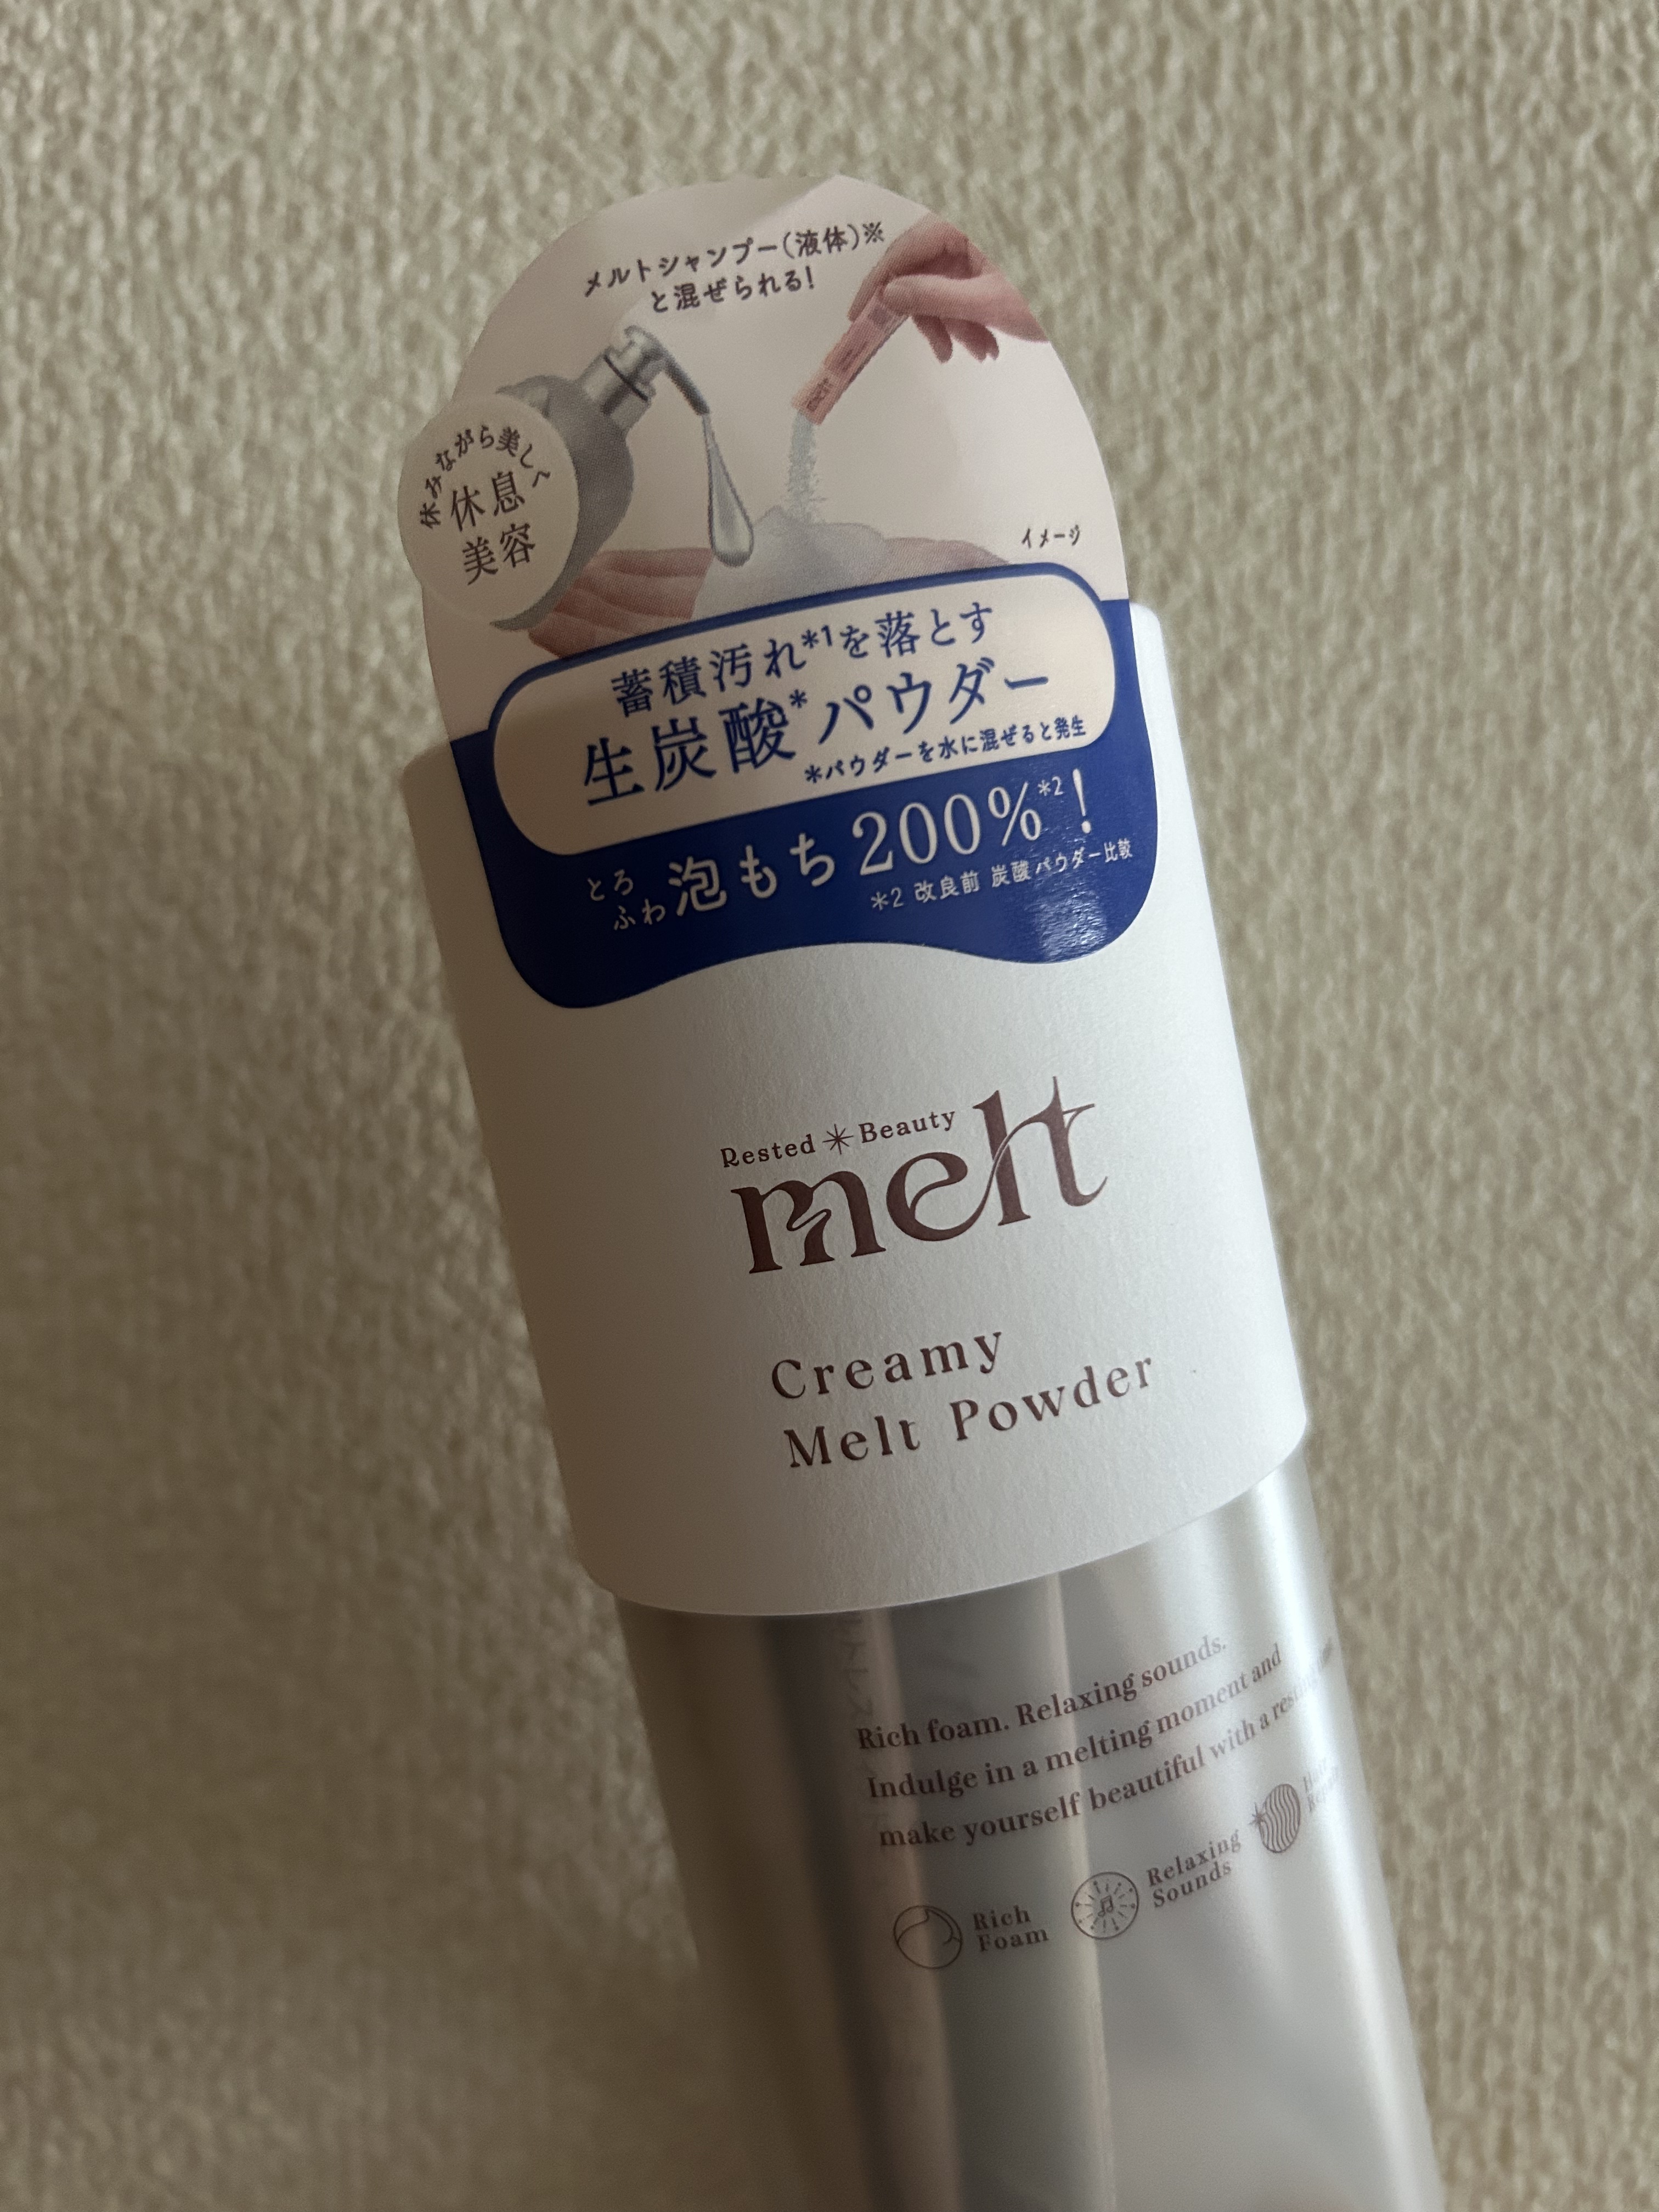 メルトシャンプー(液体)※
と混ぜられる!
休みながら美しく
休息
美容
イメージ
蓄積汚れ*1を落とす
生炭酸*パウダー
*パウダーを水に混ぜると発生
とろ
ふわ
泡もち200%*2!
*2 改良前 炭酸パウダー比較
Rested Beauty
melt
Creamy
Melt Powder
Rich foam. Relaxing sounds.
Indulge in a melting moment and
make yourself beautiful with a
Rich
Foam
Relaxing
Sounds